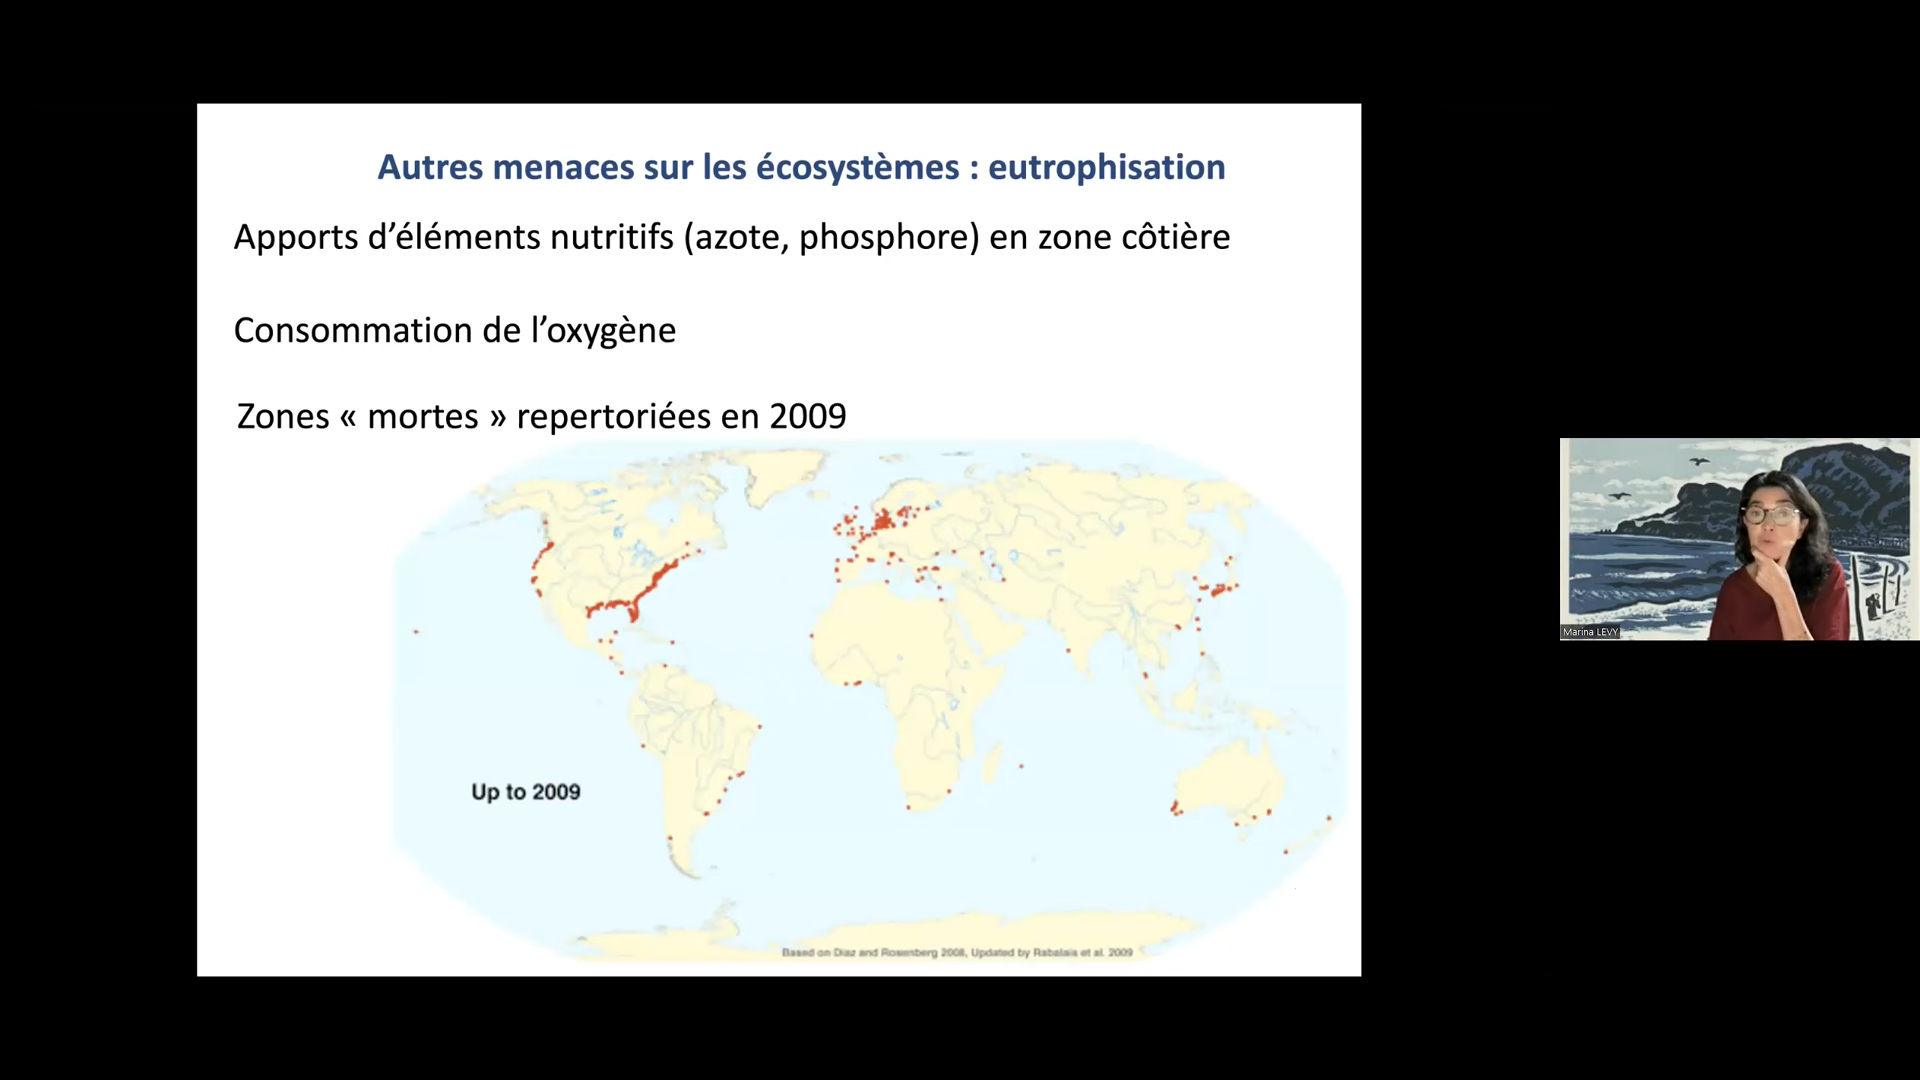 Autres menaces sur les écosystèmes : eutrophisation
Apports d'éléments nutritifs (azote, phosphore) en zone côtière
Consommation de l'oxygène
Zones « mortes » repertoriées en 2009
Up to 2009
Based on Diaz and Rosenberg 2008, Updated by Rabalais et al. 2009
Marina LEVY